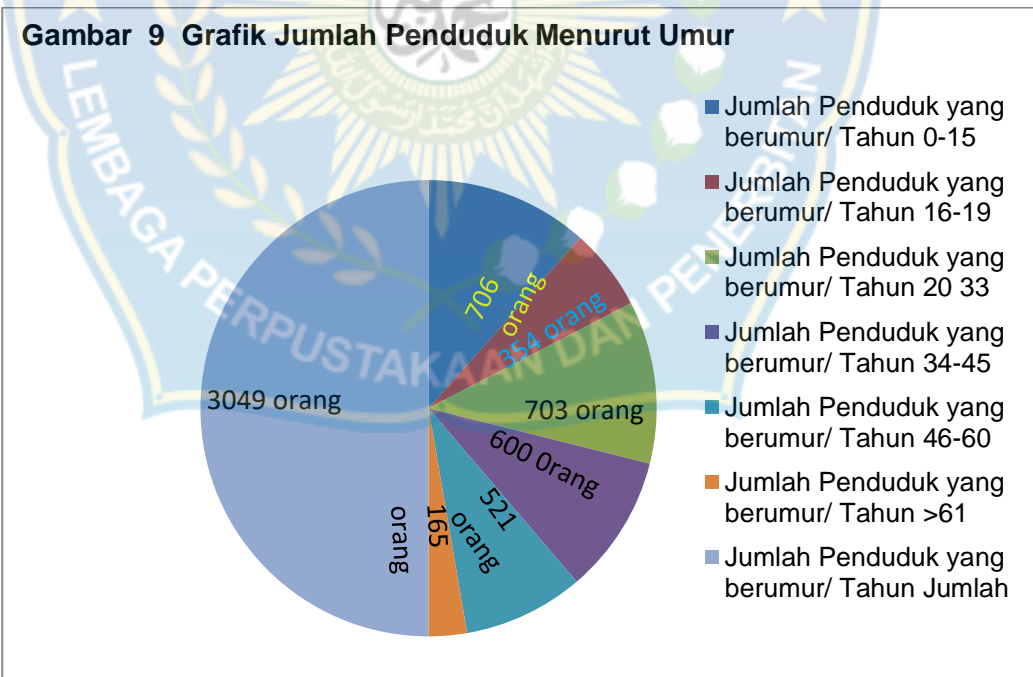 Gambar 9 Grafik Jumlah Penduduk Menurut Umur
LEMBAGA PERPUSTAKAAN DAN PENERBITAN
Jumlah Penduduk yang
berumur/ Tahun 0-15
Jumlah Penduduk yang
berumur/ Tahun 16-19
Jumlah Penduduk yang
berumur/ Tahun 20 33
Jumlah Penduduk yang
berumur/ Tahun 34-45
Jumlah Penduduk yang
berumur/ Tahun 46-60
Jumlah Penduduk yang
berumur/ Tahun >61
Jumlah Penduduk yang
berumur/ Tahun Jumlah
706
orang
354 orang
703 orang
600 0rang
521
orang
165
orang
3049 orang